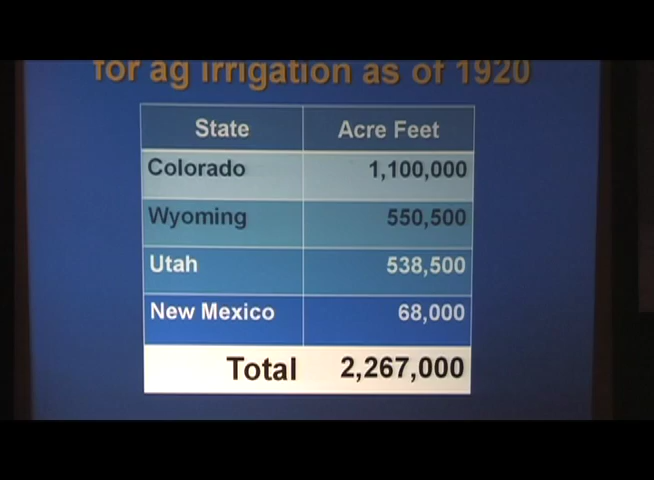 for ag irrigation as of 1920
State Acre Feet
Colorado 1,100,000
Wyoming 550,500
Utah 538,500
New Mexico 68,000
Total 2,267,000